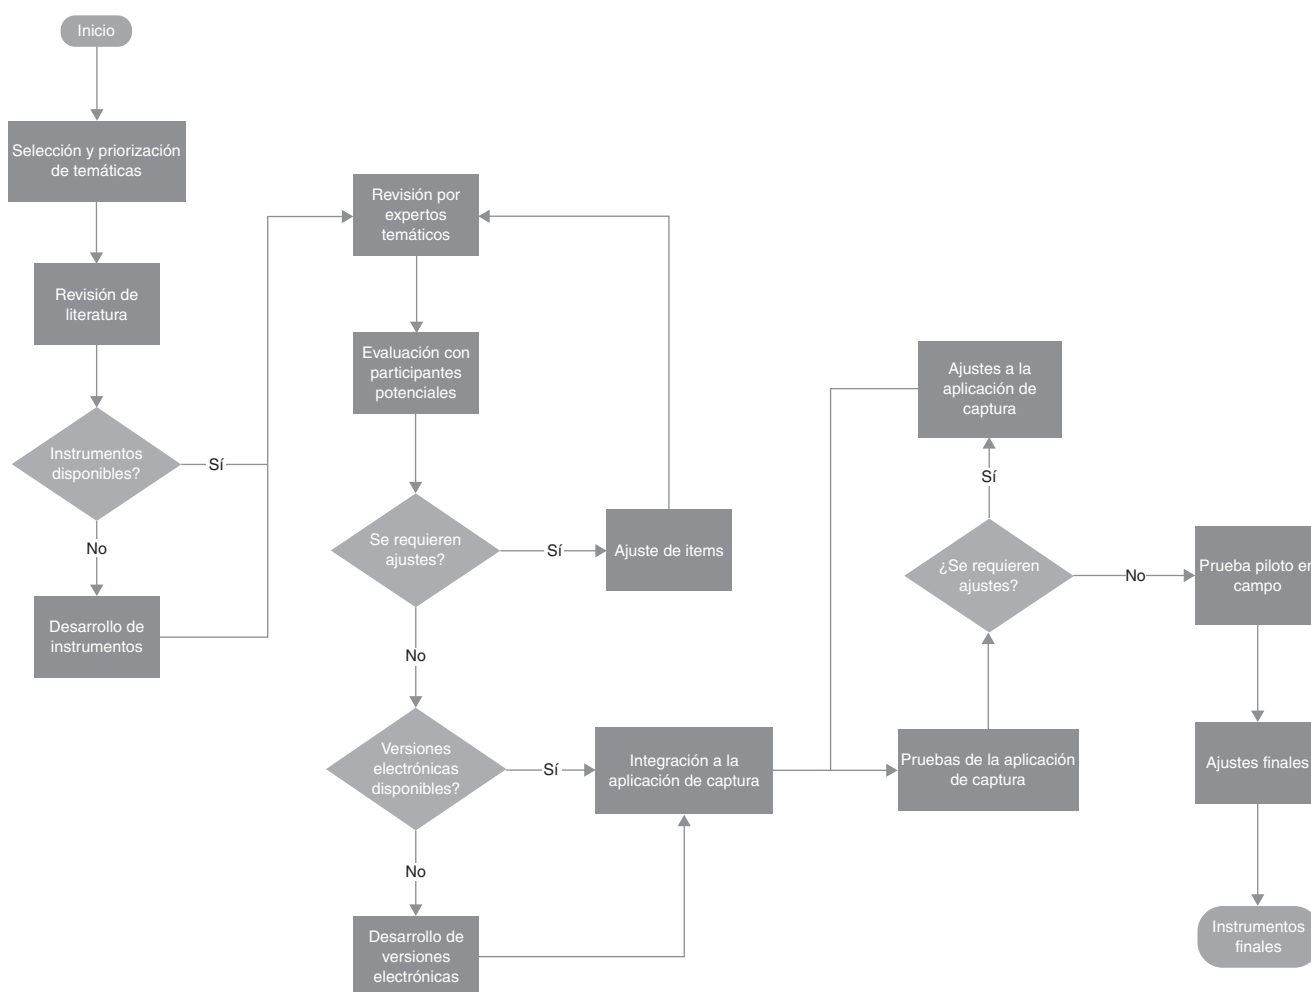 Inicio
Selección y priorización
de temáticas
Revisión de
literatura
Instrumentos
disponibles?
Sí
No
Desarrollo de
instrumentos
Revisión por
expertos
temáticos
Evaluación con
participantes
potenciales
Se requieren
ajustes?
Sí
Ajuste de items
No
Versiones
electrónicas
disponibles?
Sí
No
Desarrollo de
versiones
electrónicas
Integración a la
aplicación de captura
Pruebas de la aplicación
de captura
¿Se requieren
ajustes?
Sí
Ajustes a la
aplicación de
captura
No
Prueba piloto en
campo
Ajustes finales
Instrumentos
finales